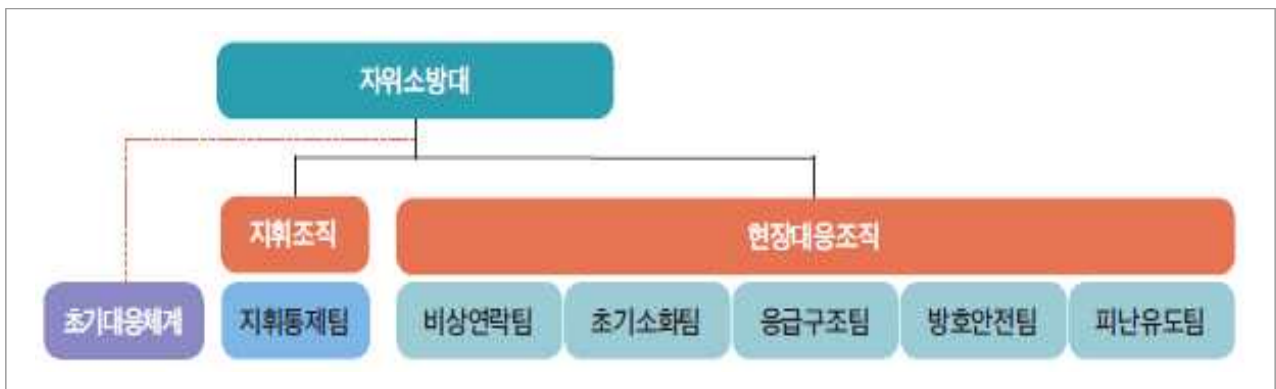 자위소방대
지휘조직
현장대응조직
초기대응체계
지휘통제팀
비상연락팀
초기소화팀
응급구조팀
방호안전팀
피난유도팀